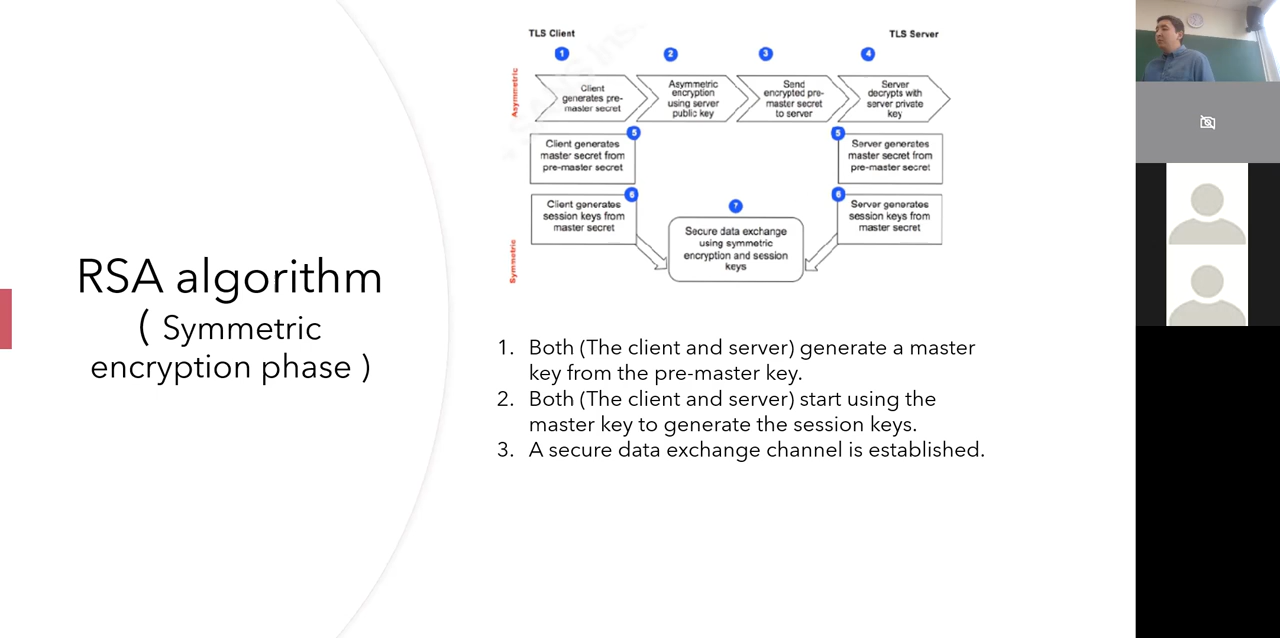 RSA algorithm
( Symmetric
encryption phase )
TLS Client
TLS Server
1
2
3
4
Asymmetric
Client
generates pre-
master secret
Asymmetric
encryption
using server
public key
Send
encrypted pre-
master secret
to server
Server
decrypts with
server private
key
5
Client generates
master secret from
pre-master secret
5
Server generates
master secret from
pre-master secret
6
Client generates
session keys from
master secret
6
Server generates
session keys from
master secret
7
Secure data exchange
using symmetric
encryption and session
keys
Symmetric
1. Both (The client and server) generate a master
key from the pre-master key.
2. Both (The client and server) start using the
master key to generate the session keys.
3. A secure data exchange channel is established.